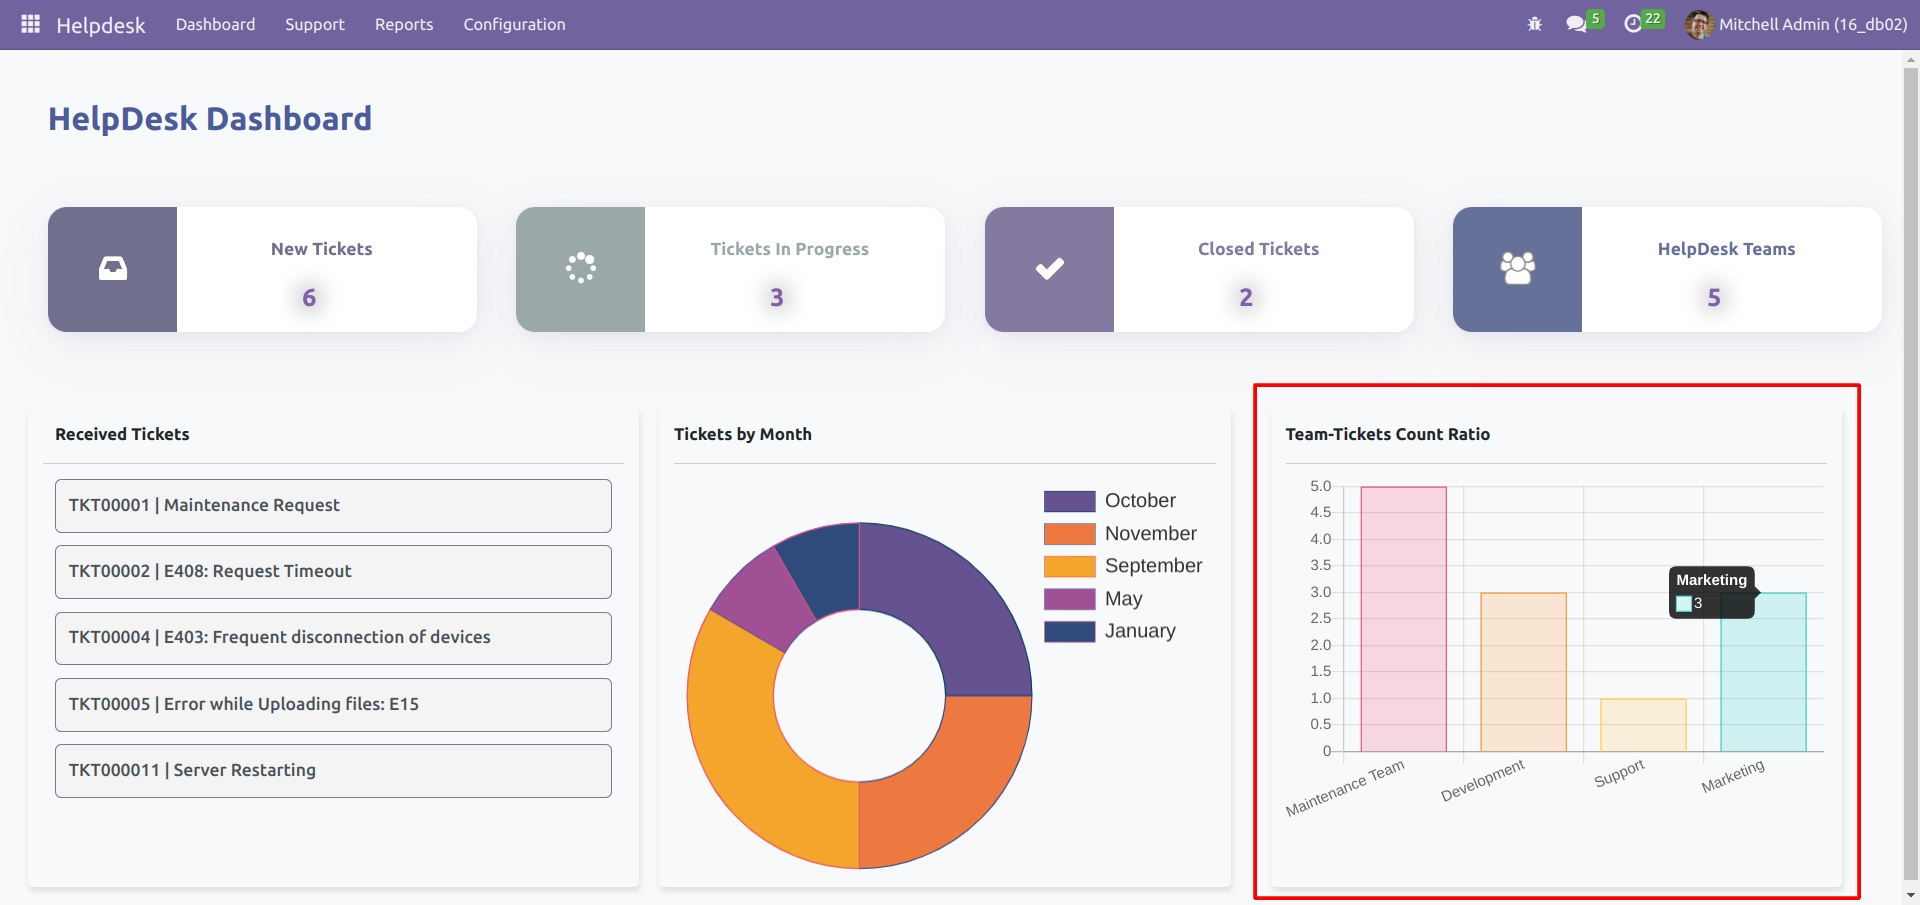 Helpdesk Dashboard Support Reports Configuration 5 22 Mitchell Admin (16_db02)
HelpDesk Dashboard
New Tickets
6
Tickets In Progress
3
Closed Tickets
2
HelpDesk Teams
5
Received Tickets
TKT00001 | Maintenance Request
TKT00002 | E408: Request Timeout
TKT00004 | E403: Frequent disconnection of devices
TKT00005 | Error while Uploading files: E15
TKT000011 | Server Restarting
Tickets by Month
October
November
September
May
January
Team-Tickets Count Ratio
5.0
4.5
4.0
3.5
3.0
2.5
2.0
1.5
1.0
0.5
0
Marketing
3
Maintenance Team
Development
Support
Marketing